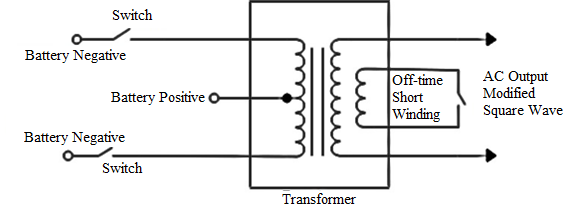 Switch
Battery Negative
Battery Positive
Battery Negative
Switch
Off-time
Short
Winding
AC Output
Modified
Square Wave
Transformer